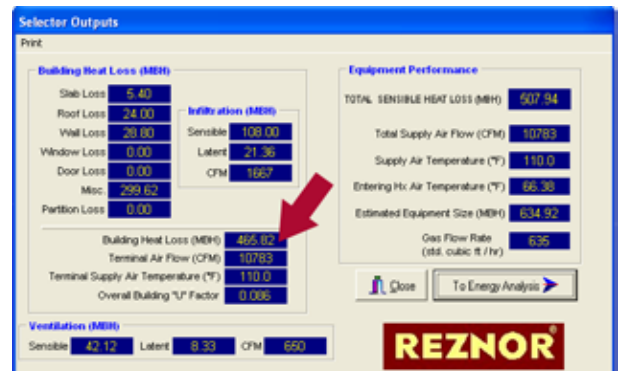 Selector Outputs
Print
Building Heat Loss (MBH)
Slab Loss 5.40
Roof Loss 24.00
Wall Loss 28.80
Window Loss 0.00
Door Loss 0.00
Misc. 299.62
Partition Loss 0.00
Infiltration (MBH)
Sensible 108.00
Latent 21.36
CFM 1667
Building Heat Loss (MBH) 465.82
Terminal Air Flow (CFM) 10783
Terminal Supply Air Temperature (°F) 110.0
Overall Building "U" Factor 0.086
Ventilation (MBH)
Sensible 42.12 Latent 8.33 CFM 650
Equipment Performance
TOTAL SENSIBLE HEAT LOSS (MBH) 507.94
Total Supply Air Flow (CFM) 10783
Supply Air Temperature (°F) 110.0
Entering Hx Air Temperature (°F) 66.38
Estimated Equipment Size (MBH) 634.92
Gas Flow Rate 635
(std. cubic ft / hr)
Close To Energy Analysis
REZNOR®